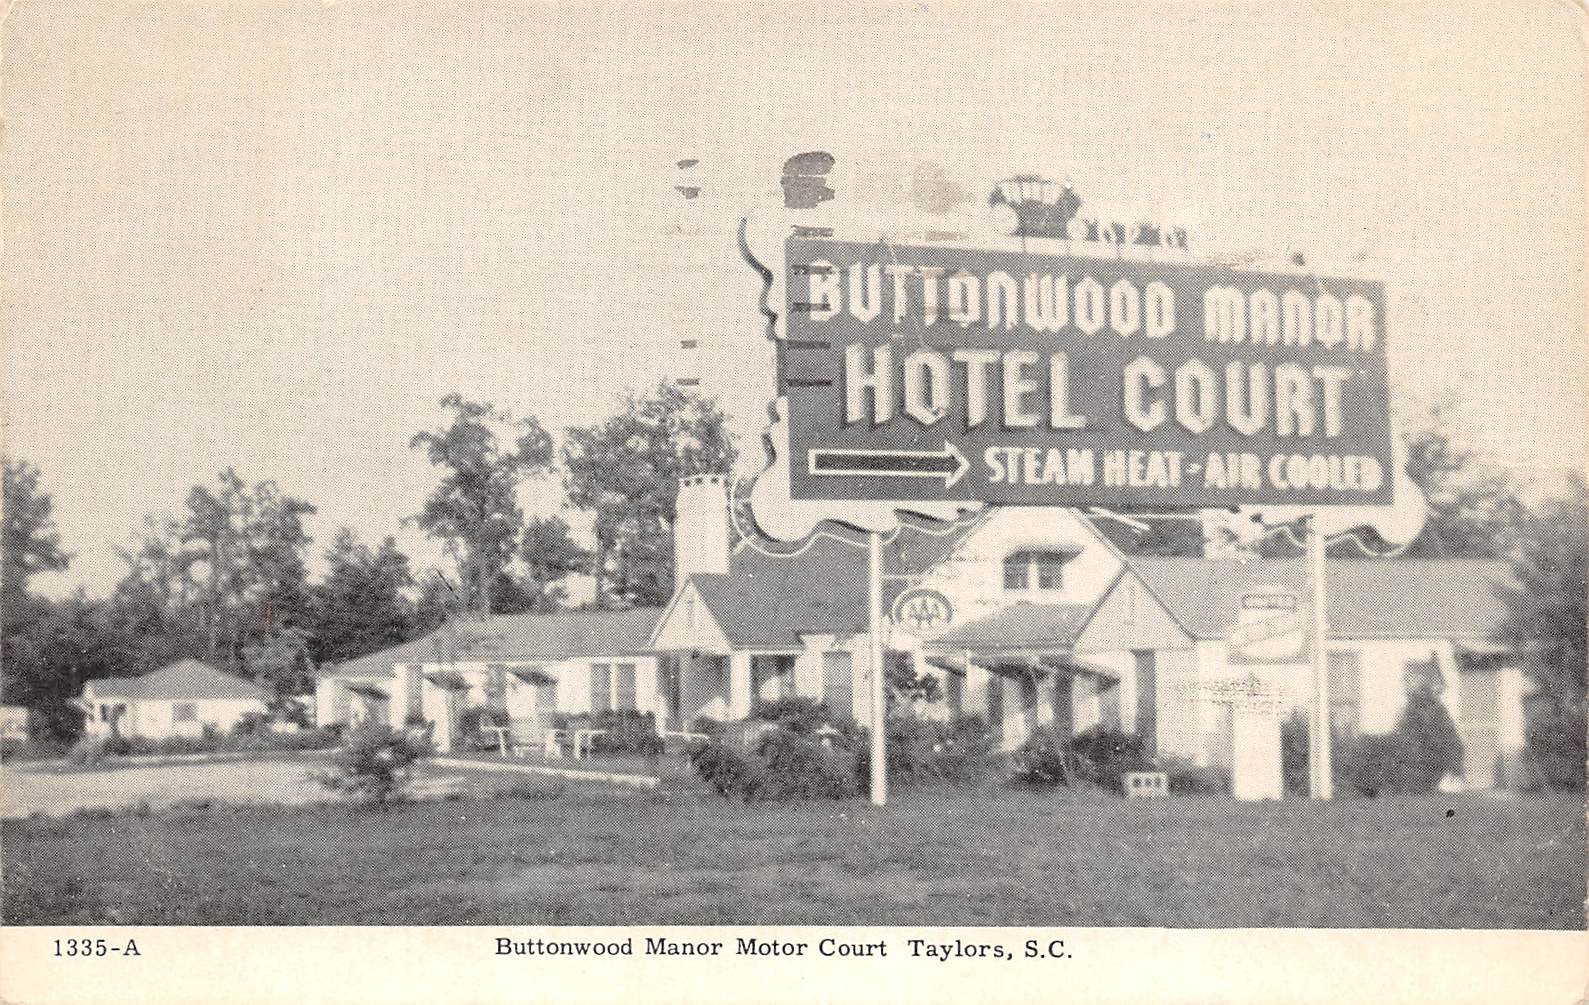 BUTTONWOOD MANOR
HOTEL COURT
STEAM HEAT-AIR COOLED
AAA
1335-A
Buttonwood Manor Motor Court Taylors, S.C.